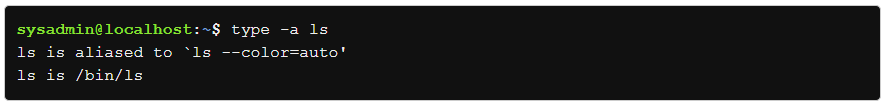 sysadmin@localhost:~$ type -a ls
ls is aliased to `ls --color=auto'
ls is /bin/ls